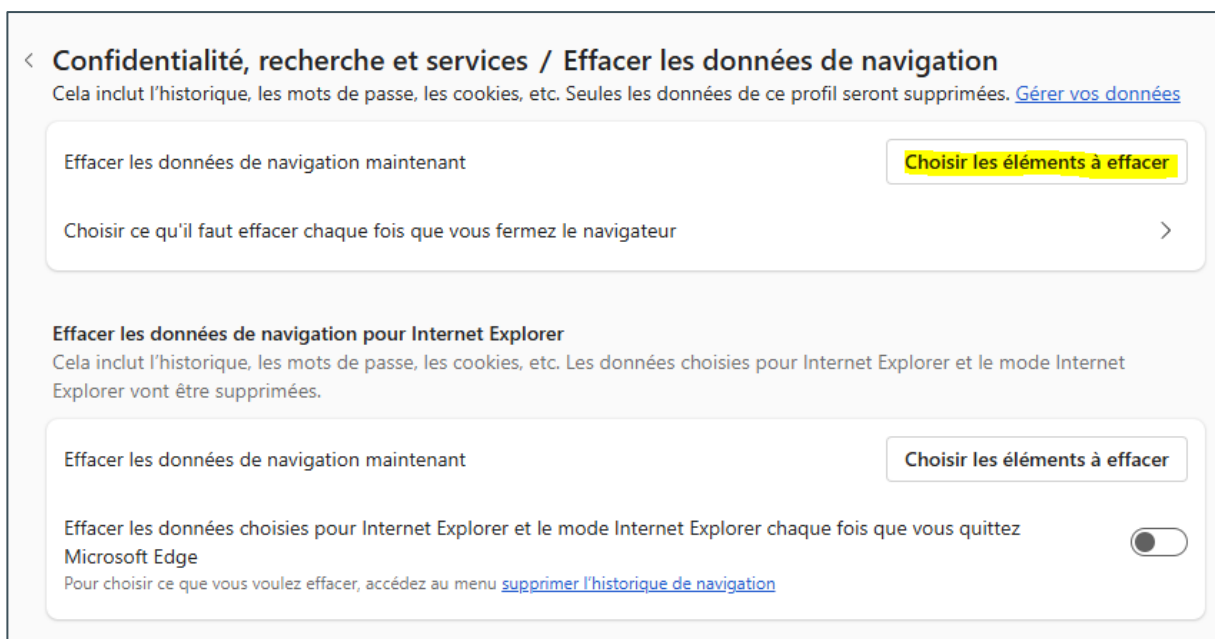 Confidentialité, recherche et services / Effacer les données de navigation
Cela inclut l’historique, les mots de passe, les cookies, etc. Seules les données de ce profil seront supprimées. Gérer vos données
Effacer les données de navigation maintenant
Choisir les éléments à effacer
Choisir ce qu'il faut effacer chaque fois que vous fermez le navigateur
Effacer les données de navigation pour Internet Explorer
Cela inclut l’historique, les mots de passe, les cookies, etc. Les données choisies pour Internet Explorer et le mode Internet
Explorer vont être supprimées.
Effacer les données de navigation maintenant
Choisir les éléments à effacer
Effacer les données choisies pour Internet Explorer et le mode Internet Explorer chaque fois que vous quittez
Microsoft Edge
Pour choisir ce que vous voulez effacer, accédez au menu supprimer l’historique de navigation